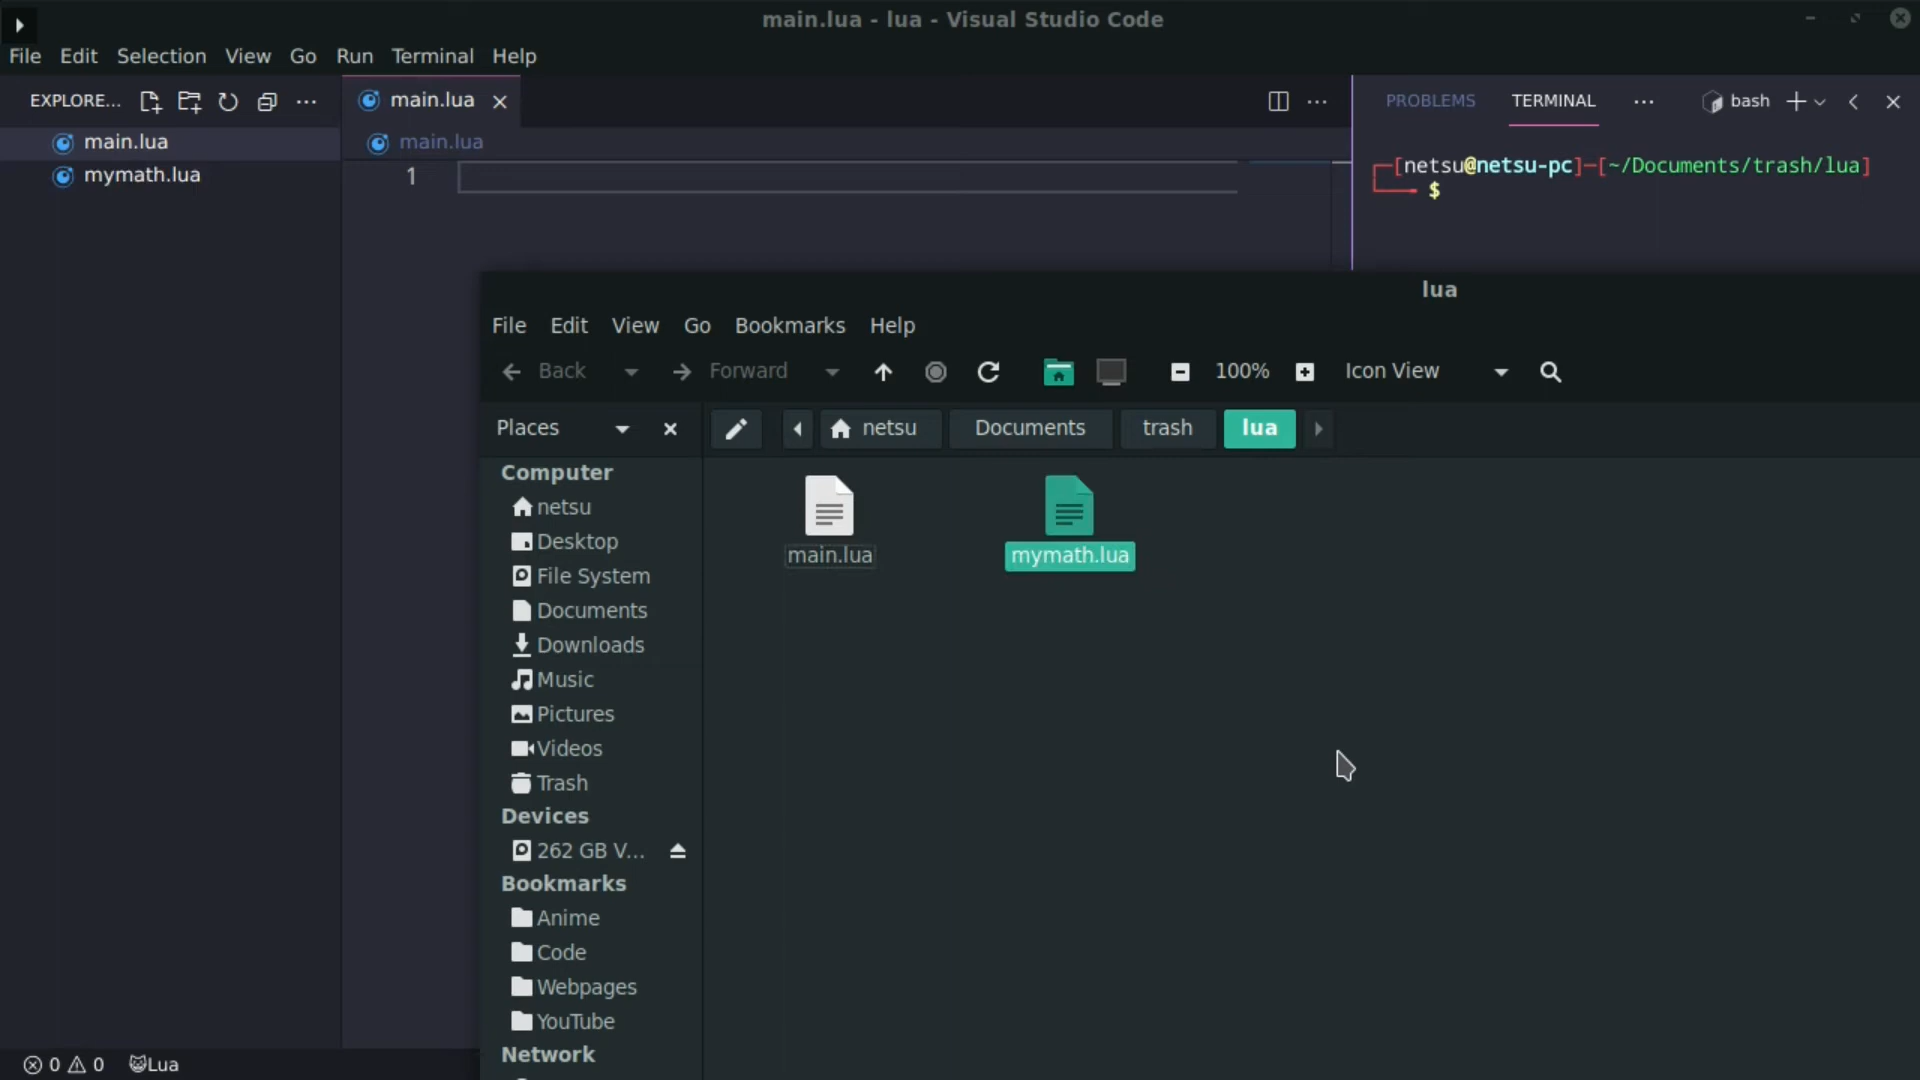 main.lua - lua - Visual Studio Code
File Edit Selection View Go Run Terminal Help
EXPLORE...
main.lua
mymath.lua
main.lua
main.lua
1
PROBLEMS TERMINAL bash
[netsu@netsu-pc]-[~/Documents/trash/lua]
$
lua
File Edit View Go Bookmarks Help
Back Forward 100% Icon View
Places
netsu Documents trash lua
Computer
netsu
Desktop
File System
Documents
Downloads
Music
Pictures
Videos
Trash
Devices
262 GB V...
Bookmarks
Anime
Code
Webpages
YouTube
Network
main.lua
mymath.lua
0 0 Lua